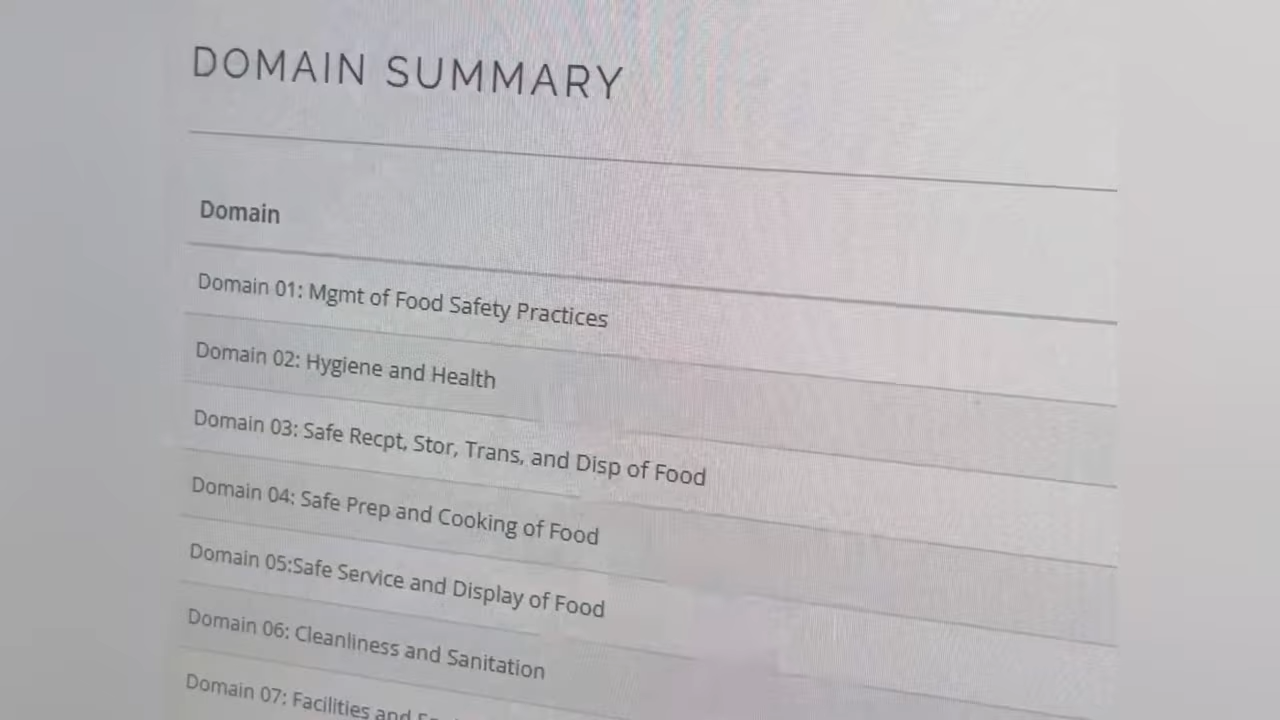 DOMAIN SUMMARY
Domain
Domain 01: Mgmt of Food Safety Practices
Domain 02: Hygiene and Health
Domain 03: Safe Recpt, Stor, Trans, and Disp of Food
Domain 04: Safe Prep and Cooking of Food
Domain 05:Safe Service and Display of Food
Domain 06: Cleanliness and Sanitation
Domain 07: Facilities and